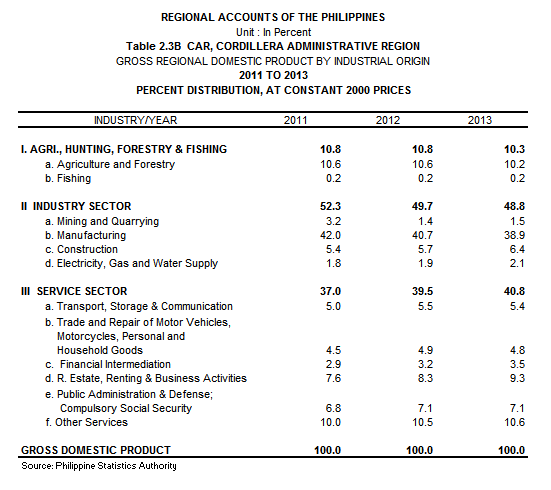 REGIONAL ACCOUNTS OF THE PHILIPPINES
Unit : In Percent
Table 2.3B CAR, CORDILLERA ADMINISTRATIVE REGION
GROSS REGIONAL DOMESTIC PRODUCT BY INDUSTRIAL ORIGIN
2011 TO 2013
PERCENT DISTRIBUTION, AT CONSTANT 2000 PRICES
INDUSTRY/YEAR 2011 2012 2013
I. AGRI., HUNTING, FORESTRY & FISHING 10.8 10.8 10.3
a. Agriculture and Forestry 10.6 10.6 10.2
b. Fishing 0.2 0.2 0.2
II INDUSTRY SECTOR 52.3 49.7 48.8
a. Mining and Quarrying 3.2 1.4 1.5
b. Manufacturing 42.0 40.7 38.9
c. Construction 5.4 5.7 6.4
d. Electricity, Gas and Water Supply 1.8 1.9 2.1
III SERVICE SECTOR 37.0 39.5 40.8
a. Transport, Storage & Communication 5.0 5.5 5.4
b. Trade and Repair of Motor Vehicles,
Motorcycles, Personal and
Household Goods 4.5 4.9 4.8
c. Financial Intermediation 2.9 3.2 3.5
d. R. Estate, Renting & Business Activities 7.6 8.3 9.3
e. Public Administration & Defense;
Compulsory Social Security 6.8 7.1 7.1
f. Other Services 10.0 10.5 10.6
GROSS DOMESTIC PRODUCT 100.0 100.0 100.0
Source: Philippine Statistics Authority